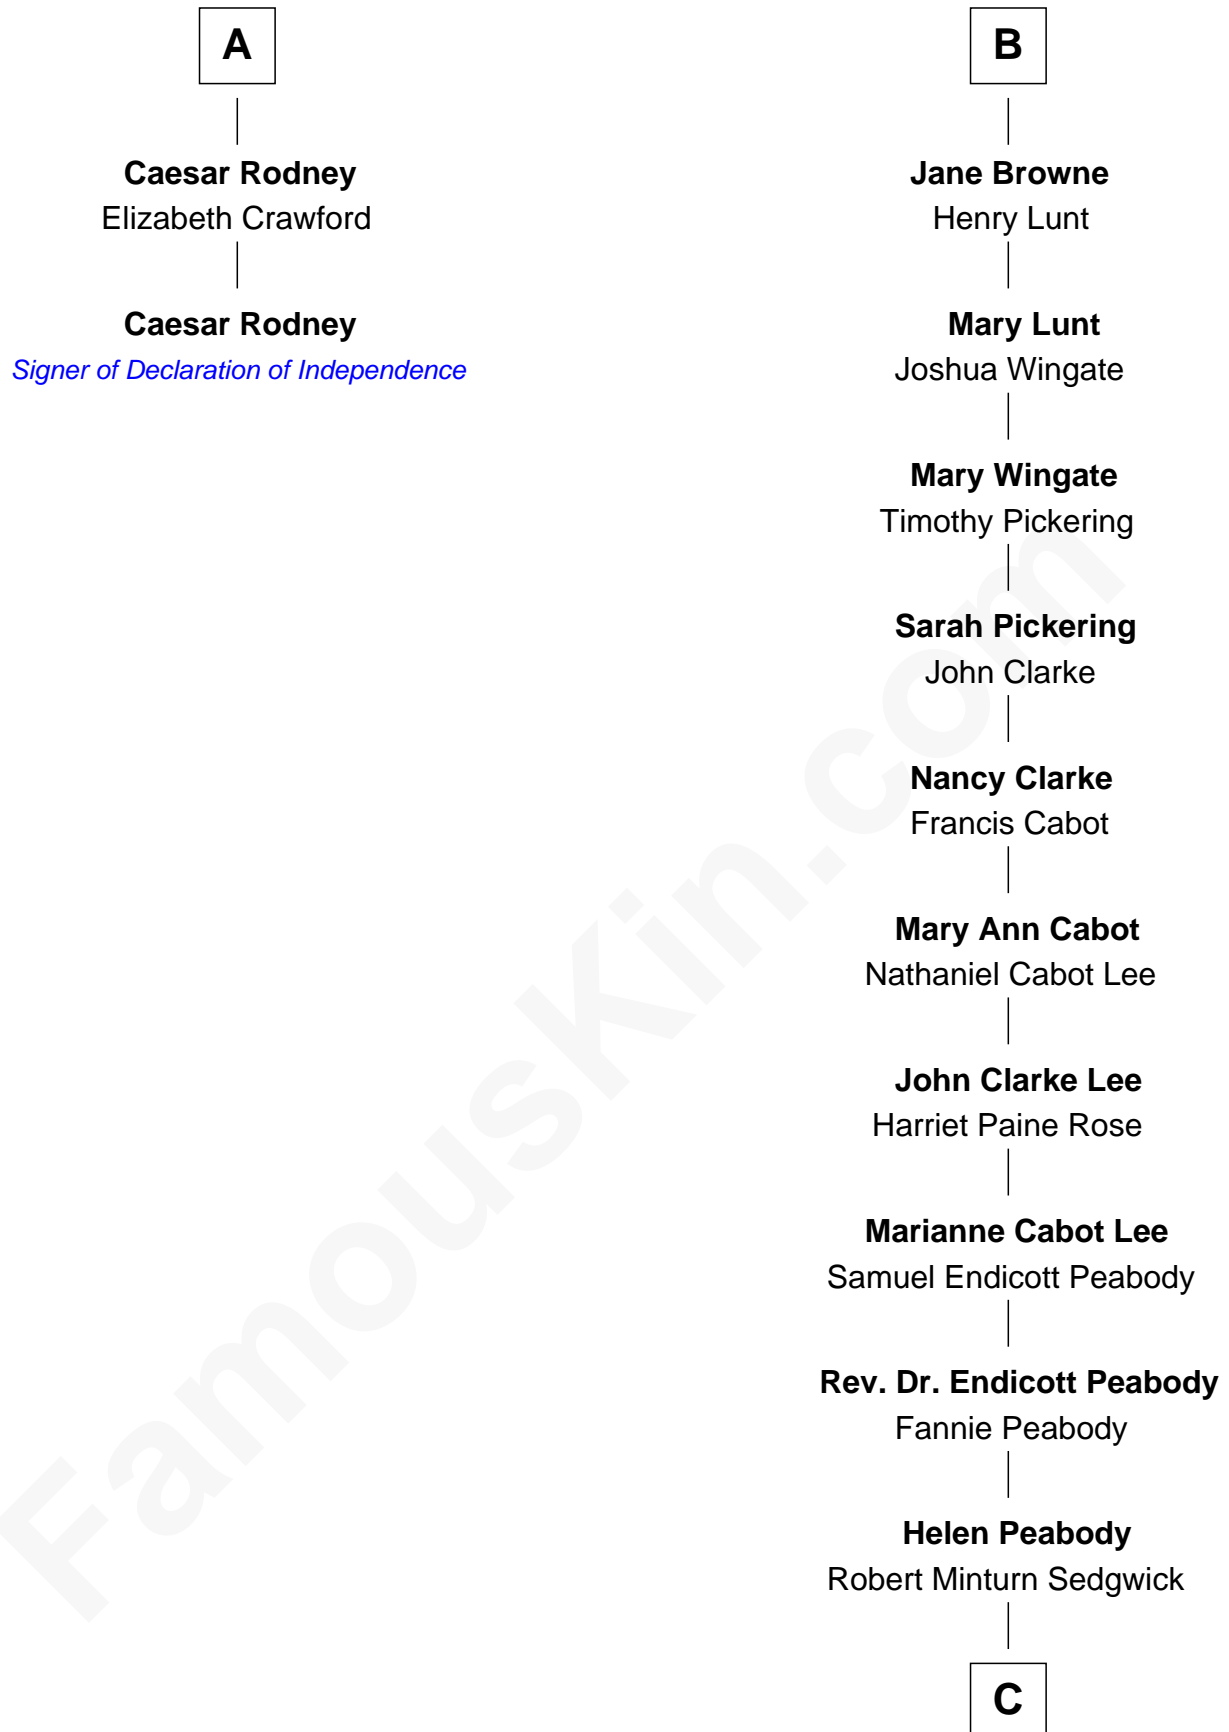 A
Caesar Rodney
Elizabeth Crawford
Caesar Rodney
Signer of Declaration of Independence
B
Jane Browne
Henry Lunt
Mary Lunt
Joshua Wingate
Mary Wingate
Timothy Pickering
Sarah Pickering
John Clarke
Nancy Clarke
Francis Cabot
Mary Ann Cabot
Nathaniel Cabot Lee
John Clarke Lee
Harriet Paine Rose
Marianne Cabot Lee
Samuel Endicott Peabody
Rev. Dr. Endicott Peabody
Fannie Peabody
Helen Peabody
Robert Minturn Sedgwick
C
FamousKin.com